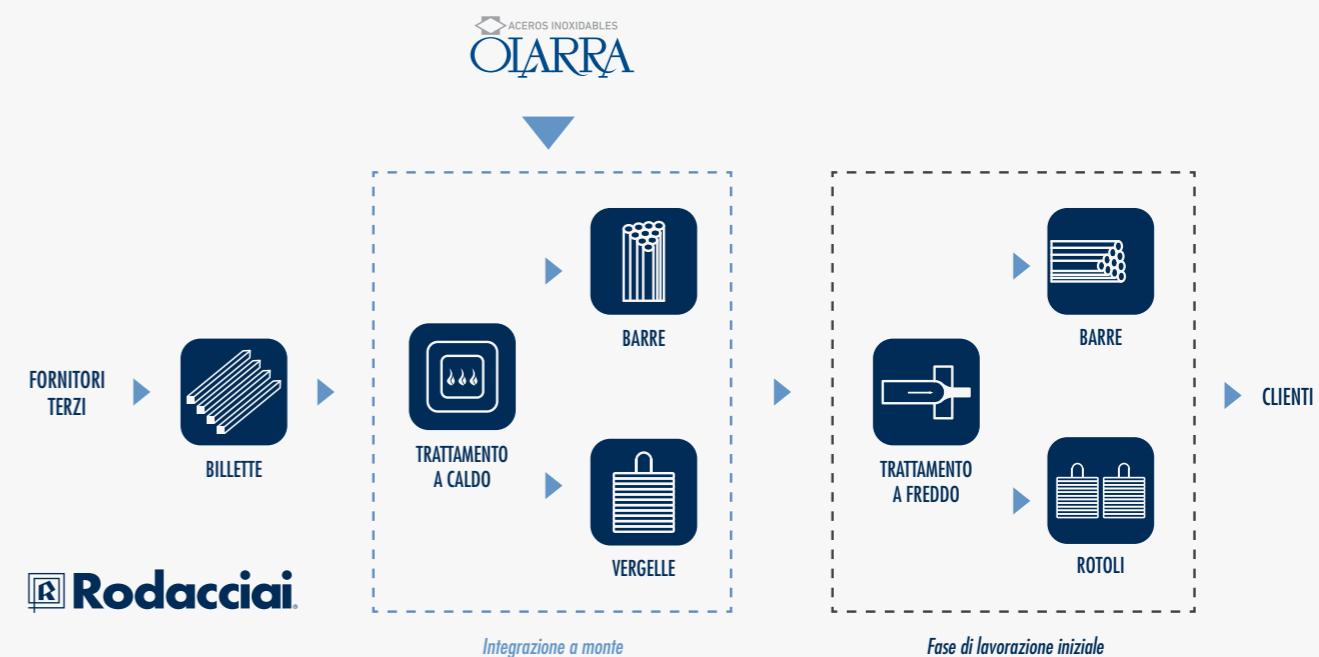 ACEROS INOXIDABLES
OLARRA
FORNITORI
TERZI
BILLETTE
TRATTAMENTO
A CALDO
BARRE
VERGELLE
TRATTAMENTO
A FREDDO
BARRE
ROTOLI
CLIENTI
R Rodacciai®
Integrazione a monte
Fase di lavorazione iniziale